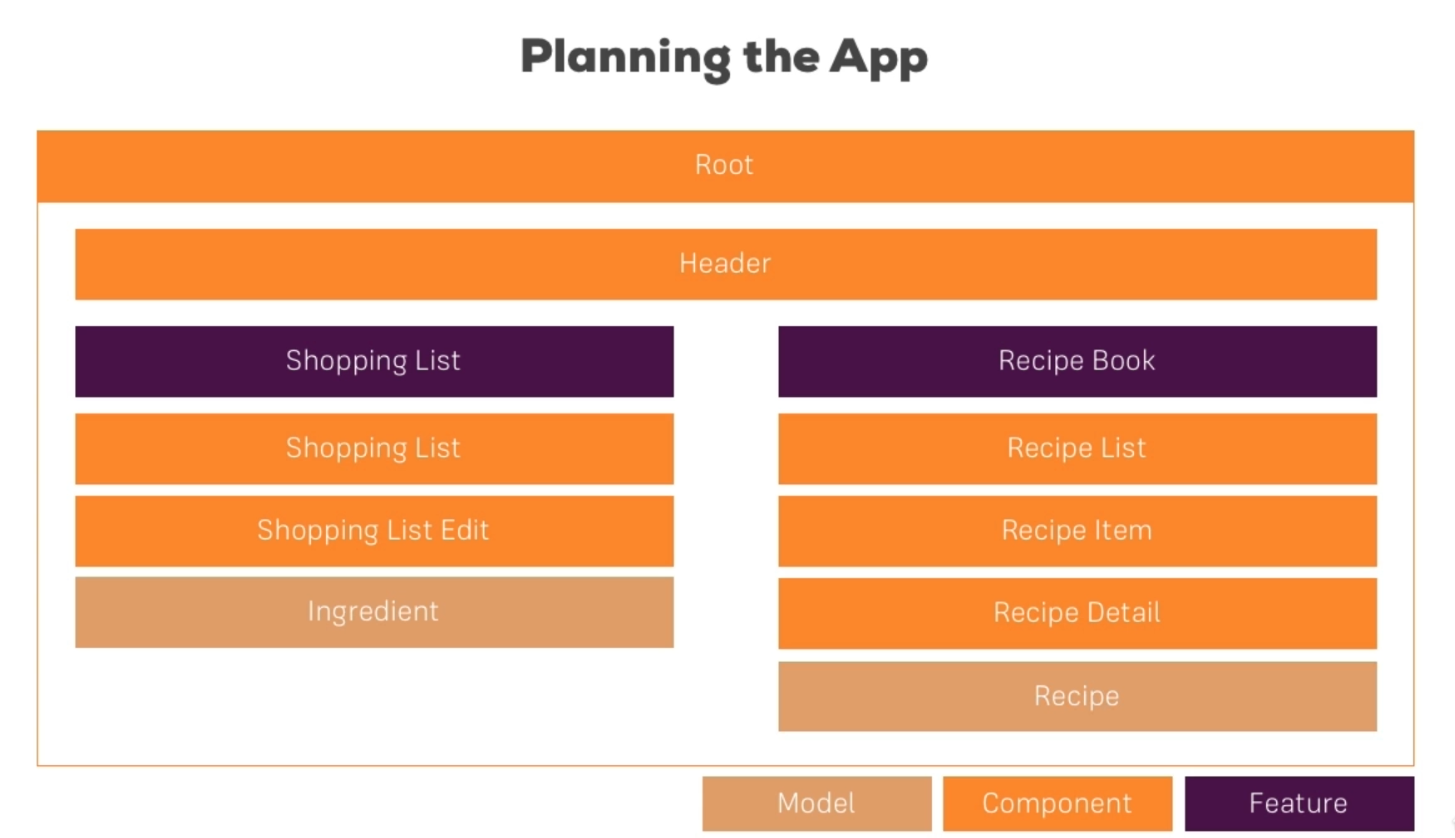 Planning the App
Root
Header
Shopping List
Shopping List
Shopping List Edit
Ingredient
Recipe Book
Recipe List
Recipe Item
Recipe Detail
Recipe
Model
Component
Feature